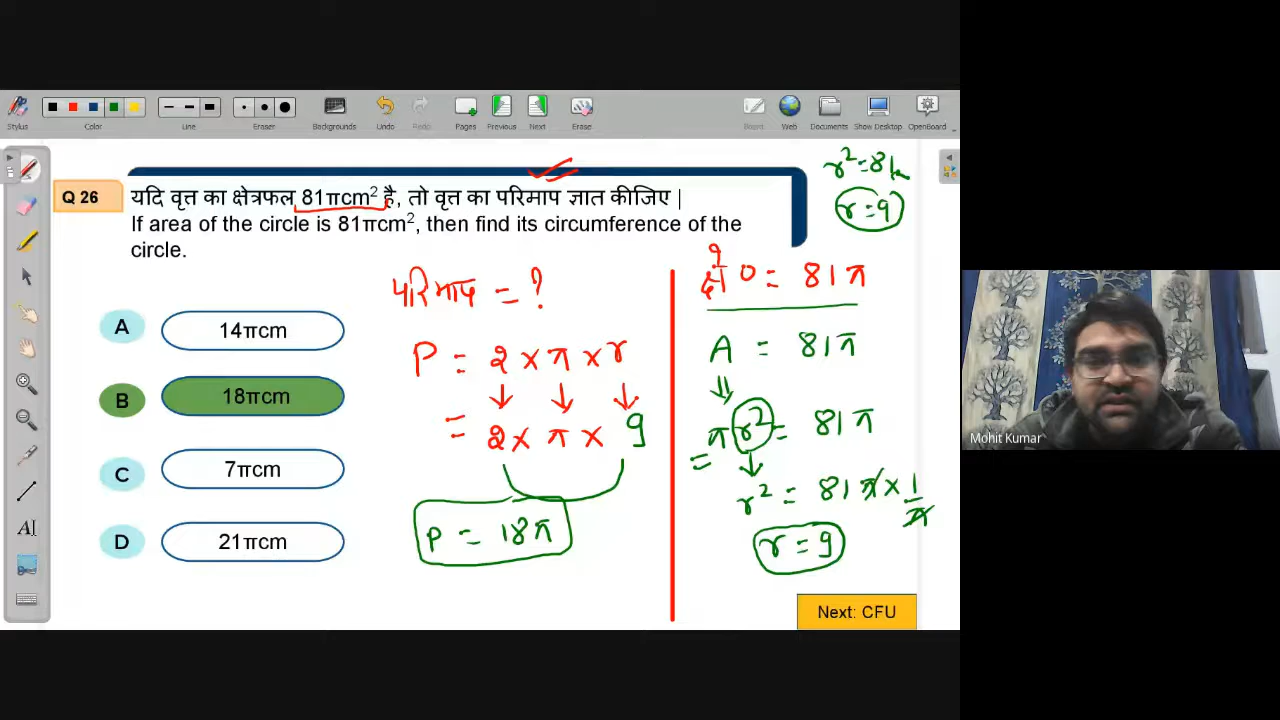 Stylus
Color
Line
Eraser
Backgrounds
Undo
Redo
Pages
Previous
Next
Erase
Board
Web
Documents
Show Desktop
OpenBoard
Q 26
यदि वृत्त का क्षेत्रफल 81πcm² है, तो वृत्त का परिमाप ज्ञात कीजिए |
If area of the circle is 81πcm², then find its circumference of the
circle.
A
14πcm
B
18πcm
C
7πcm
D
21πcm
परिमाप = ?
P = 2 × π × r
= 2 × π × 9
P = 18π
0 = 81π
A = 81π
= πr² = 81π
r² = 81π × 1/π
r = 9
r² = 81
r = 9
Next: CFU
Mohit Kumar